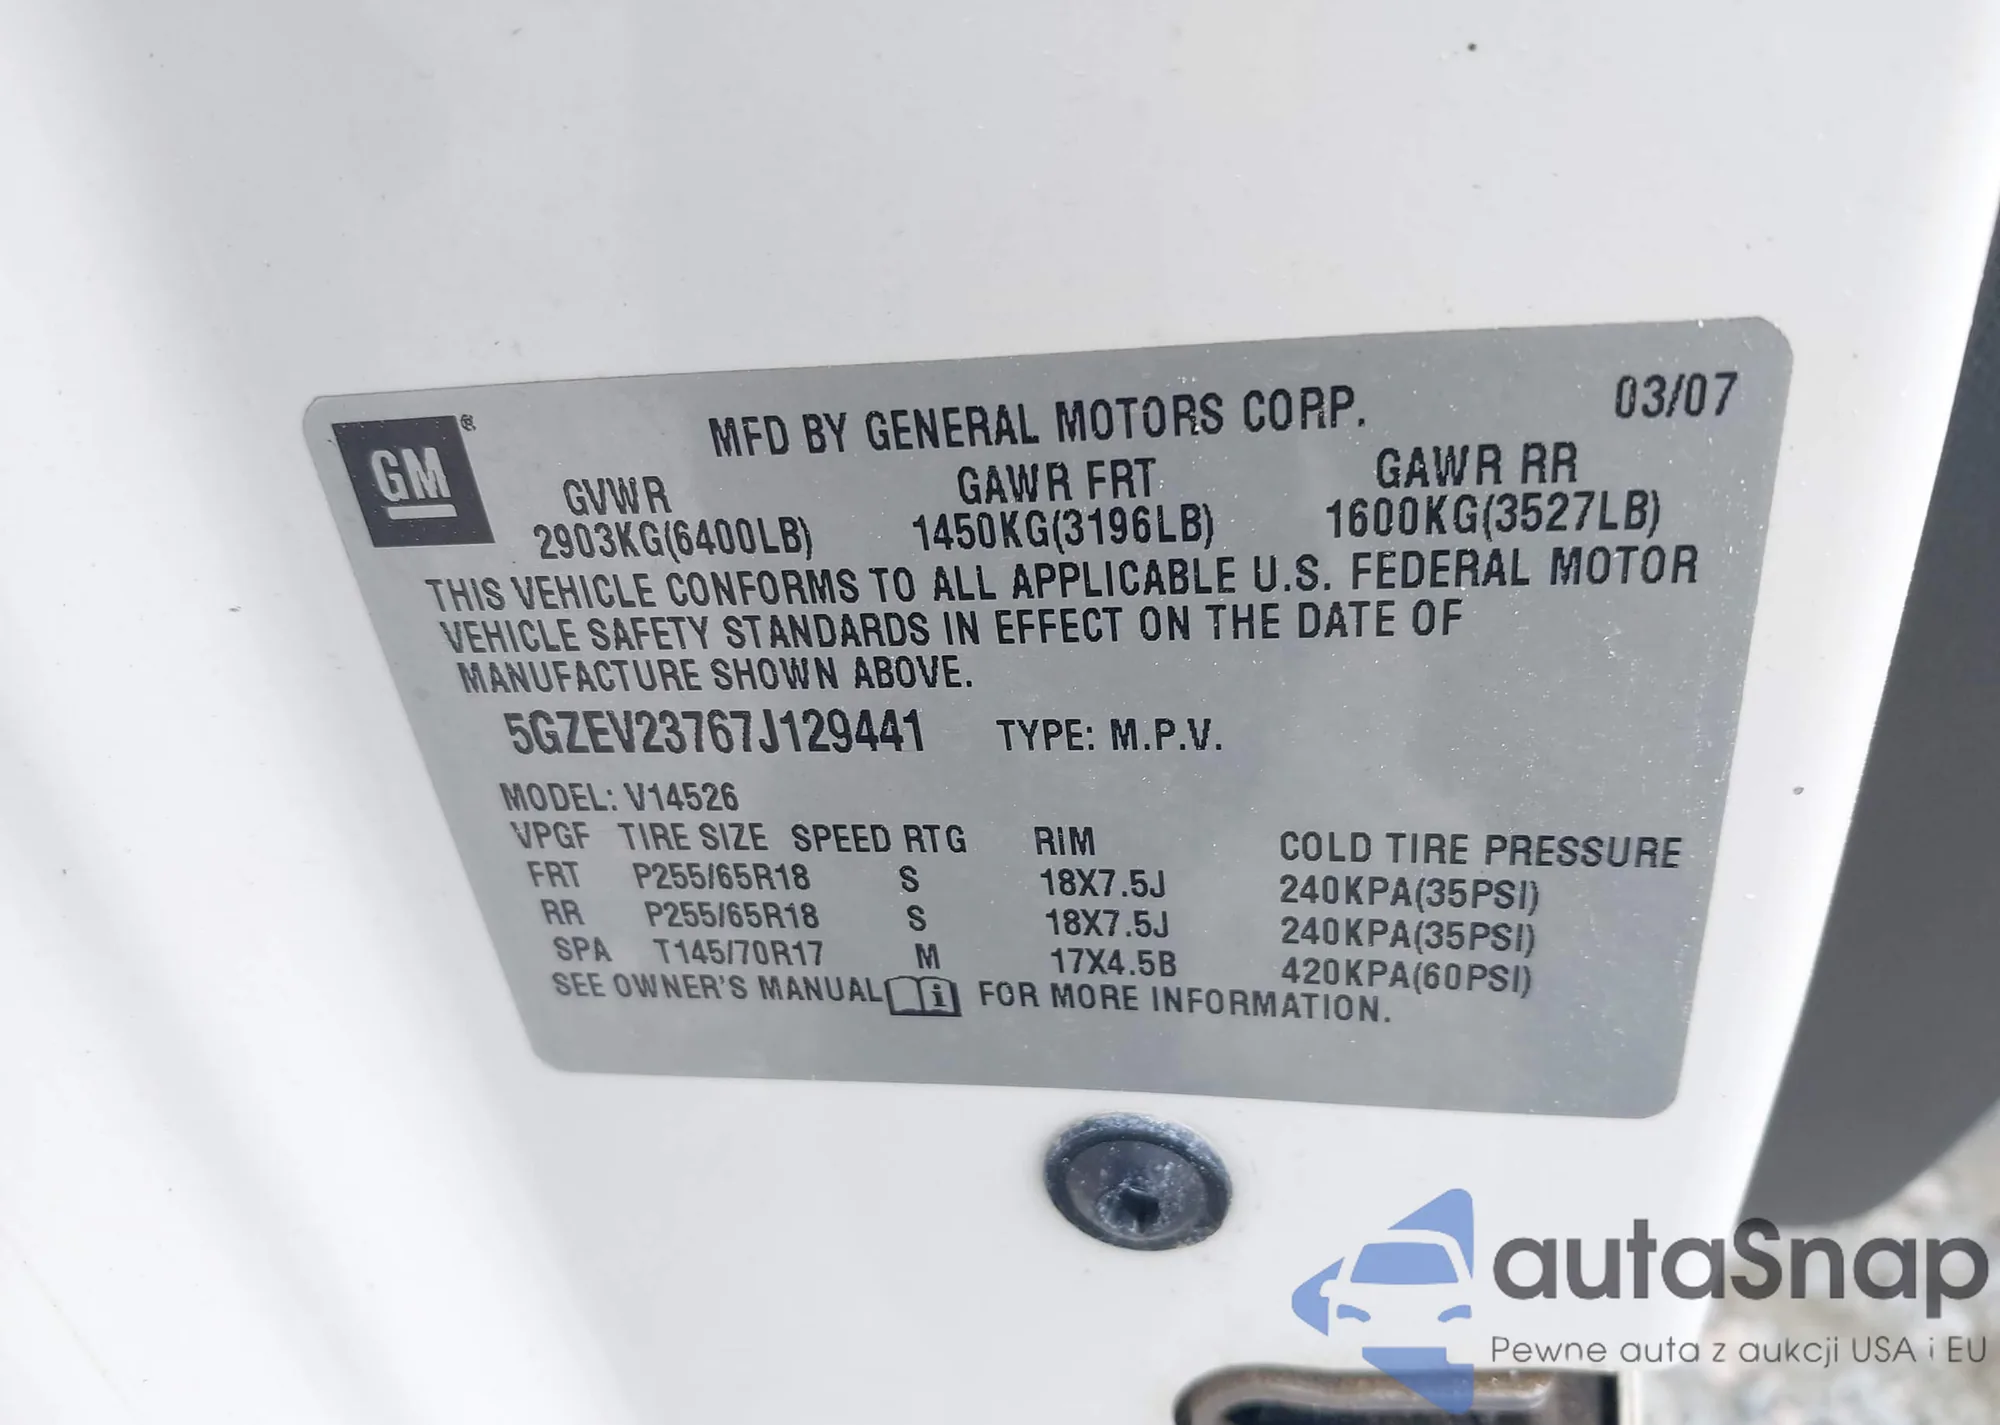 GM®
MFD BY GENERAL MOTORS CORP.
03/07
GVWR GAWR FRT GAWR RR
2903KG(6400LB) 1450KG(3196LB) 1600KG(3527LB)
THIS VEHICLE CONFORMS TO ALL APPLICABLE U.S. FEDERAL MOTOR
VEHICLE SAFETY STANDARDS IN EFFECT ON THE DATE OF
MANUFACTURE SHOWN ABOVE.
5GZEV23767J129441 TYPE: M.P.V.
MODEL: V14526
VPGF TIRE SIZE SPEED RTG RIM COLD TIRE PRESSURE
FRT P255/65R18 S 18X7.5J 240KPA(35PSI)
RR P255/65R18 S 18X7.5J 240KPA(35PSI)
SPA T145/70R17 M 17X4.5B 420KPA(60PSI)
SEE OWNER'S MANUAL i FOR MORE INFORMATION.
autaSnap
Pewne auta z aukcji USA i EU